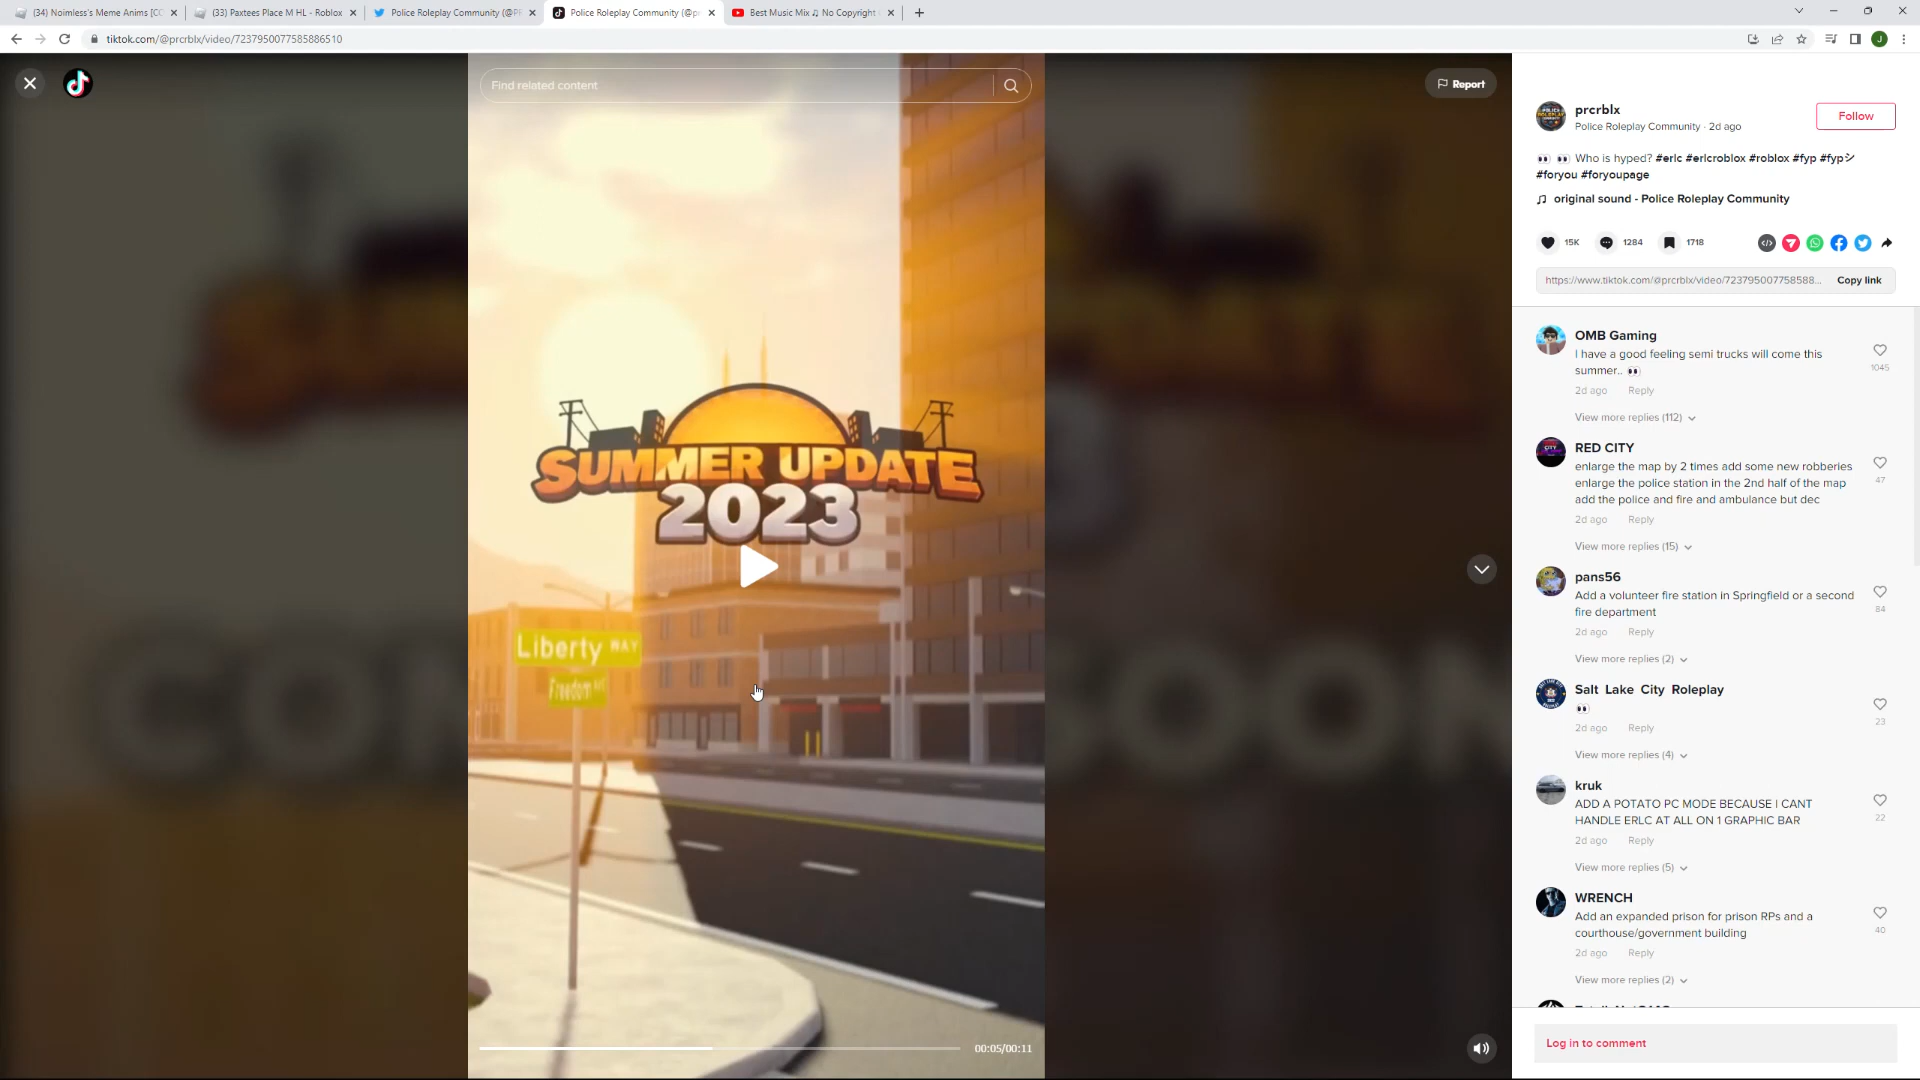 (34) Noimless's Meme Anims [CC
(33) Paxtees Place M HL - Roblox
Police Roleplay Community (@PR
Police Roleplay Community (@pr
Best Music Mix ♫ No Copyright
tiktok.com/@prcrblx/video/7237950077585886510
J
Find related content
Report
SUMMER UPDATE
2023
Liberty WAY
Freedom
00:05/00:11
prcrblx
Police Roleplay Community · 2d ago
Follow
👀 👀 Who is hyped? #erlc #erlcroblox #roblox #fyp #fypシ
#foryou #foryoupage
♫ original sound - Police Roleplay Community
15K 1284 1718
https://www.tiktok.com/@prcrblx/video/723795007758588...
Copy link
OMB Gaming
I have a good feeling semi trucks will come this
summer.. 👀
1045
2d ago Reply
View more replies (112)
RED CITY
enlarge the map by 2 times add some new robberies
enlarge the police station in the 2nd half of the map
add the police and fire and ambulance but dec
47
2d ago Reply
View more replies (15)
pans56
Add a volunteer fire station in Springfield or a second
fire department
84
2d ago Reply
View more replies (2)
Salt Lake City Roleplay
👀
23
2d ago Reply
View more replies (4)
kruk
ADD A POTATO PC MODE BECAUSE I CANT
HANDLE ERLC AT ALL ON 1 GRAPHIC BAR
22
2d ago Reply
View more replies (5)
WRENCH
Add an expanded prison for prison RPs and a
courthouse/government building
40
2d ago Reply
View more replies (2)
Log in to comment